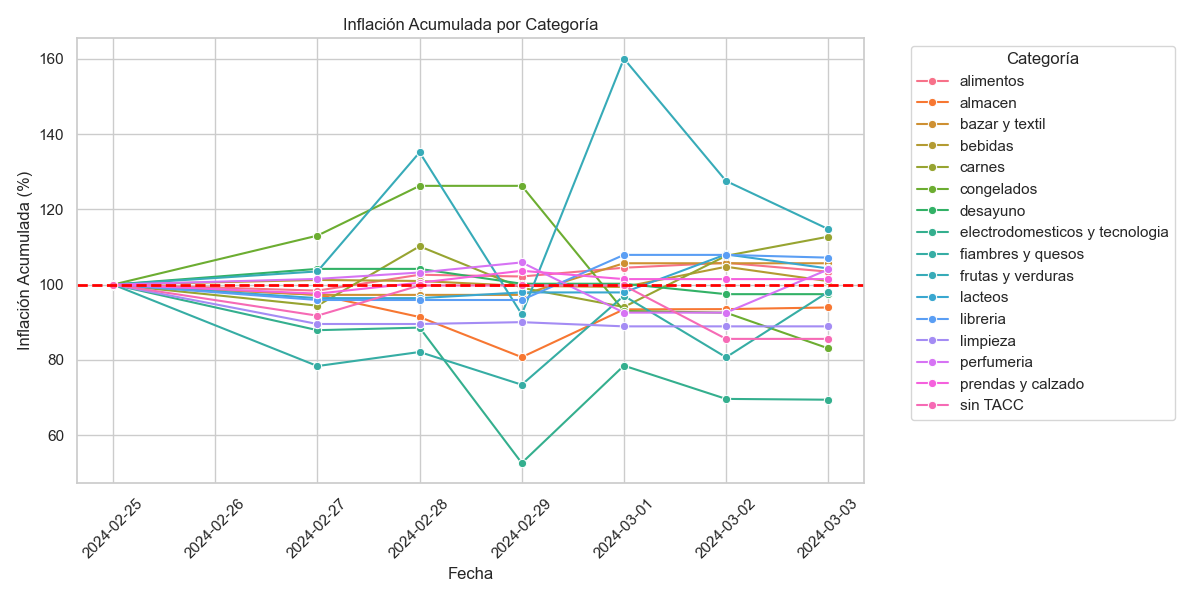 Inflación Acumulada por Categoría
Inflación Acumulada (%)
160
140
120
100
80
60
2024-02-25
2024-02-26
2024-02-27
2024-02-28
2024-02-29
2024-03-01
2024-03-02
2024-03-03
Fecha
Categoría
alimentos
almacen
bazar y textil
bebidas
carnes
congelados
desayuno
electrodomesticos y tecnologia
fiambres y quesos
frutas y verduras
lacteos
libreria
limpieza
perfumeria
prendas y calzado
sin TACC